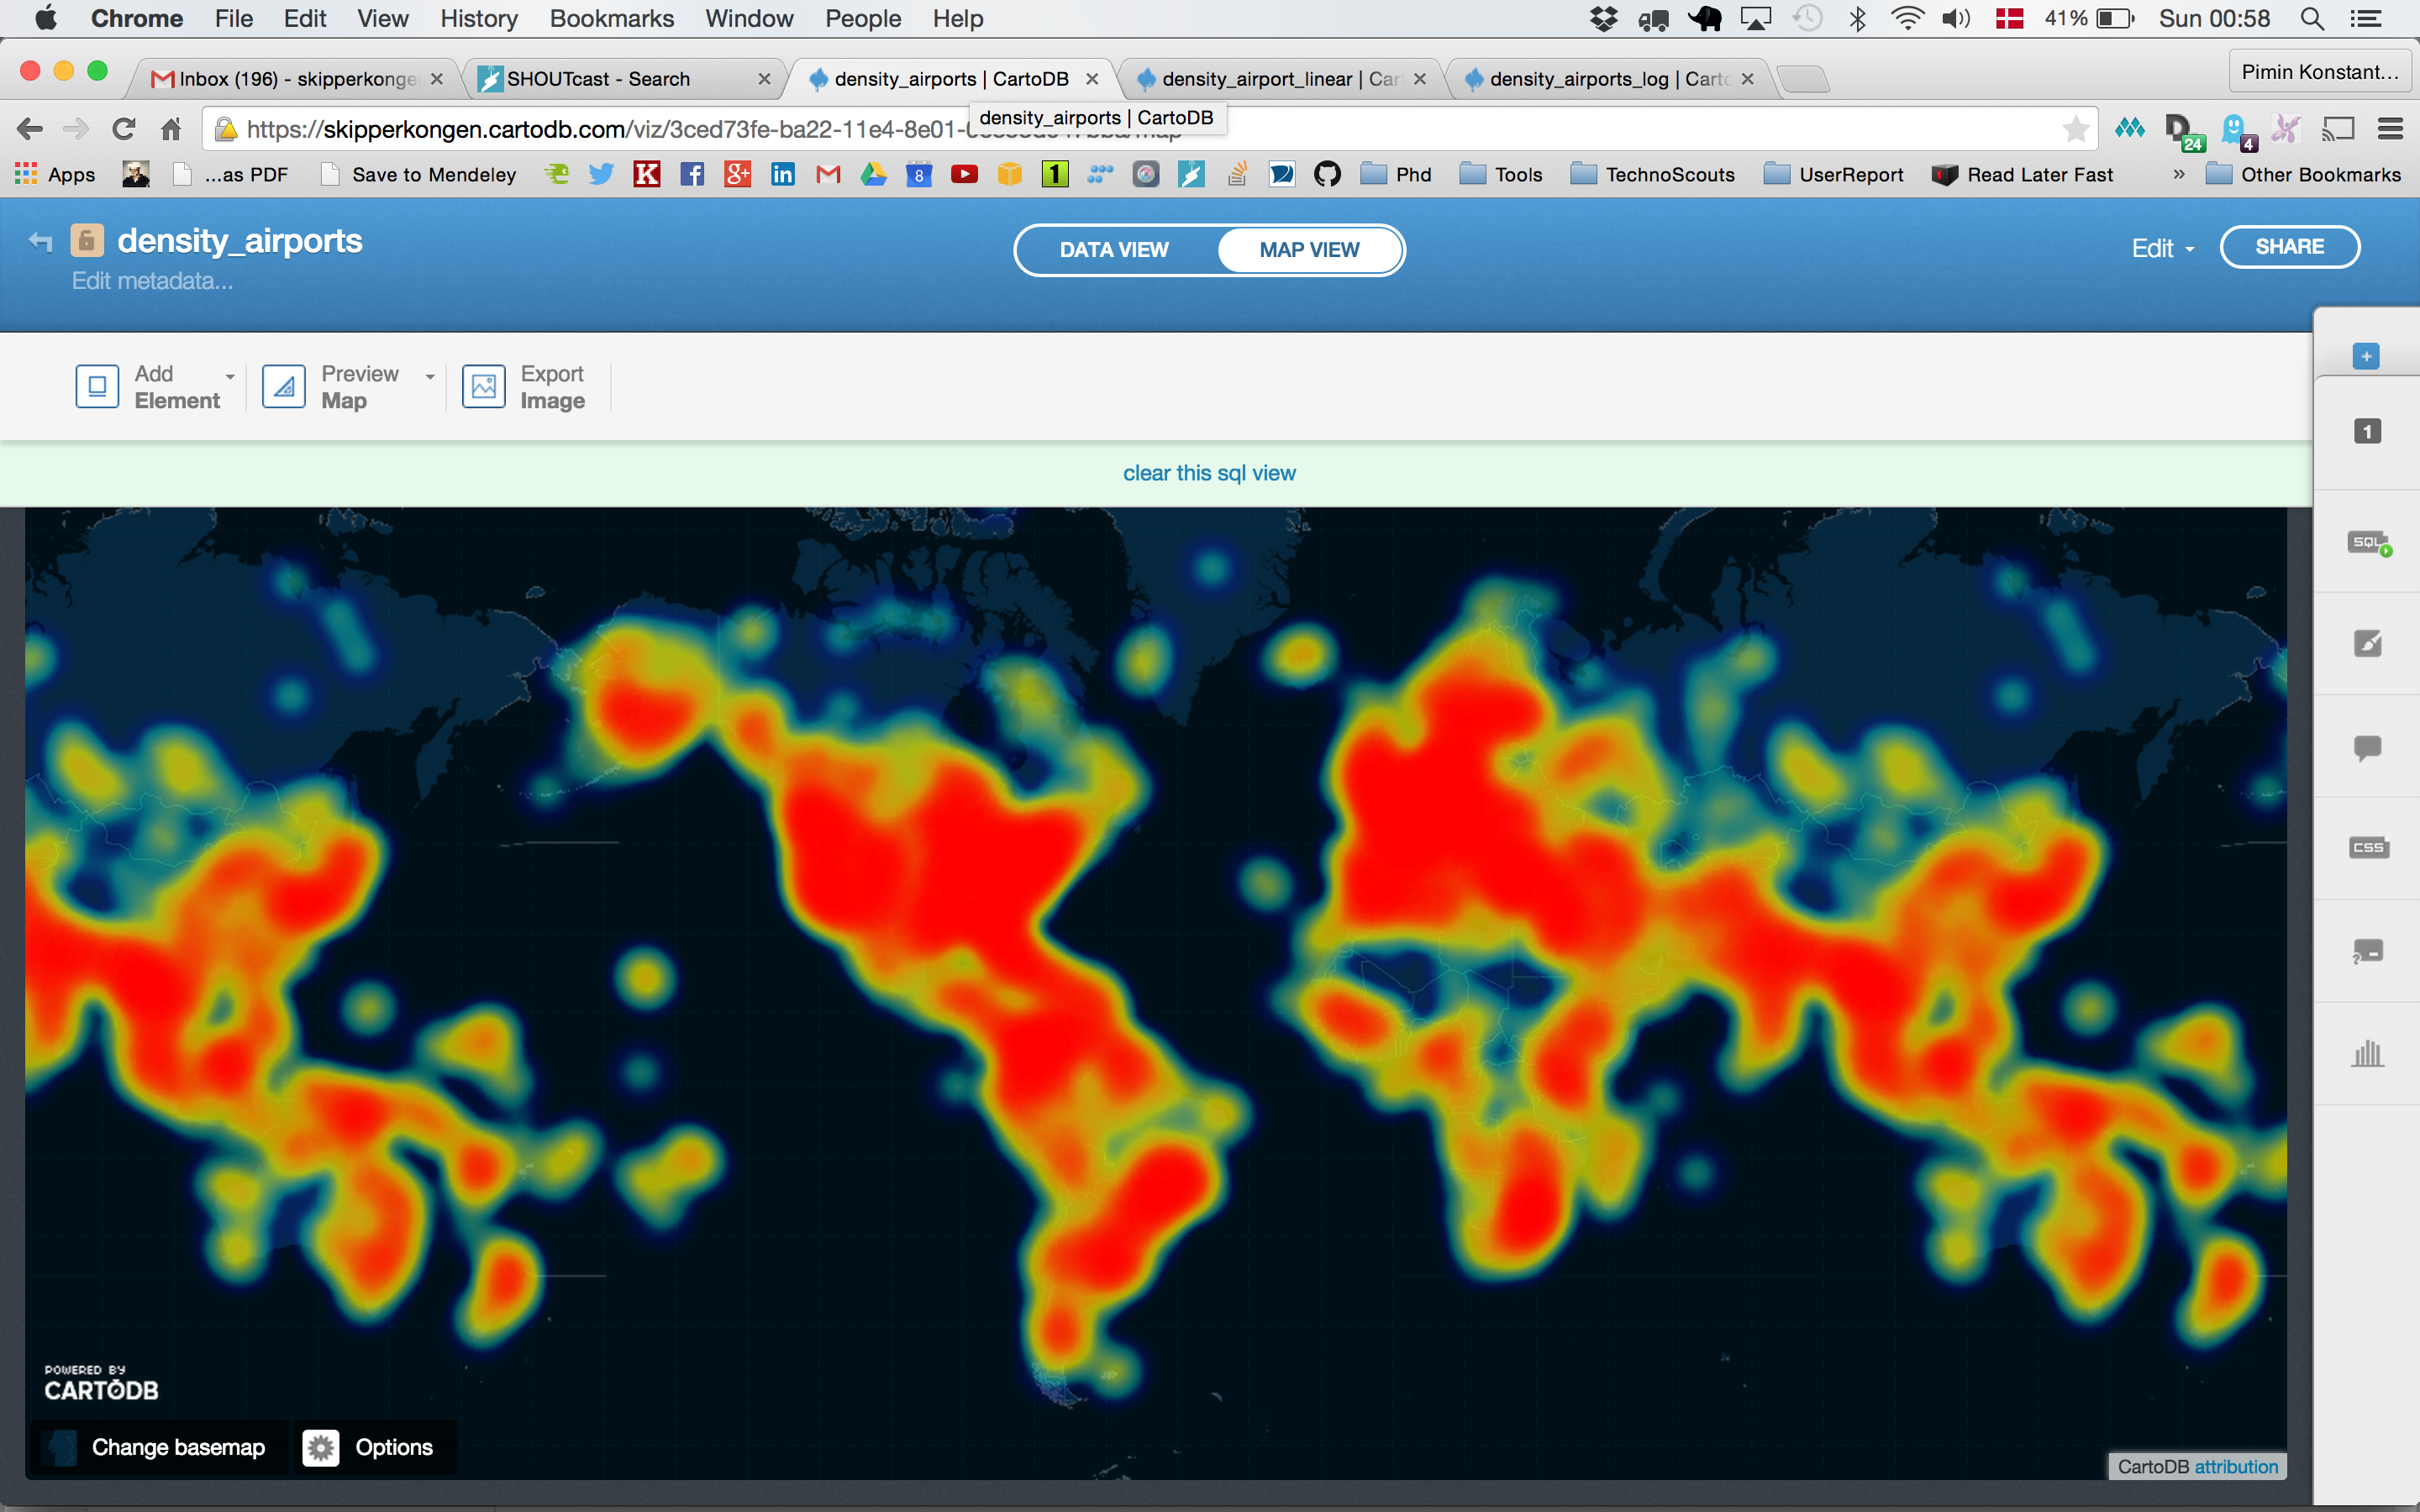 Chrome File Edit View History Bookmarks Window People Help 41% Sun 00:58
Inbox (196) - skipperkonge SHOUTcast - Search density_airports | CartoDB density_airport_linear | Car density_airports_log | Carto Pimin Konstant...
https://skipperkongen.cartodb.com/viz/3ced73fe-ba22-11e4-8e01- 24 4
density_airports | CartoDB
Apps ...as PDF Save to Mendeley K 8+ 8 1 Phd Tools TechnoScouts UserReport Read Later Fast » Other Bookmarks
density_airports DATA VIEW MAP VIEW Edit SHARE
Edit metadata...
Add Element
Preview Map
Export Image
1
clear this sql view
SQL
CSS
POWERED BY
CARTODB
Change basemap Options
CartoDB attribution